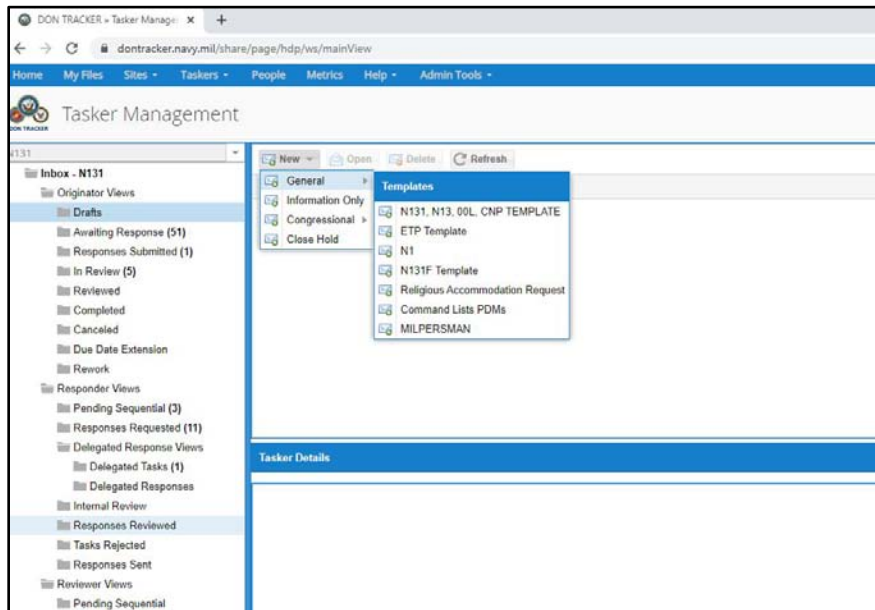 DON TRACKER » Tasker Manage
dontracker.navy.mil/share/page/hdp/ws/mainView
Home My Files Sites Taskers People Metrics Help Admin Tools
DON TRACKER
Tasker Management
N131
New Open Delete Refresh
Inbox - N131
Originator Views
Drafts
Awaiting Response (51)
Responses Submitted (1)
In Review (5)
Reviewed
Completed
Canceled
Due Date Extension
Rework
Responder Views
Pending Sequential (3)
Responses Requested (11)
Delegated Response Views
Delegated Tasks (1)
Delegated Responses
Internal Review
Responses Reviewed
Tasks Rejected
Responses Sent
Reviewer Views
Pending Sequential
General
Information Only
Congressional
Close Hold
Templates
N131, N13, 00L, CNP TEMPLATE
ETP Template
N1
N131F Template
Religious Accommodation Request
Command Lists PDMs
MILPERSMAN
Tasker Details